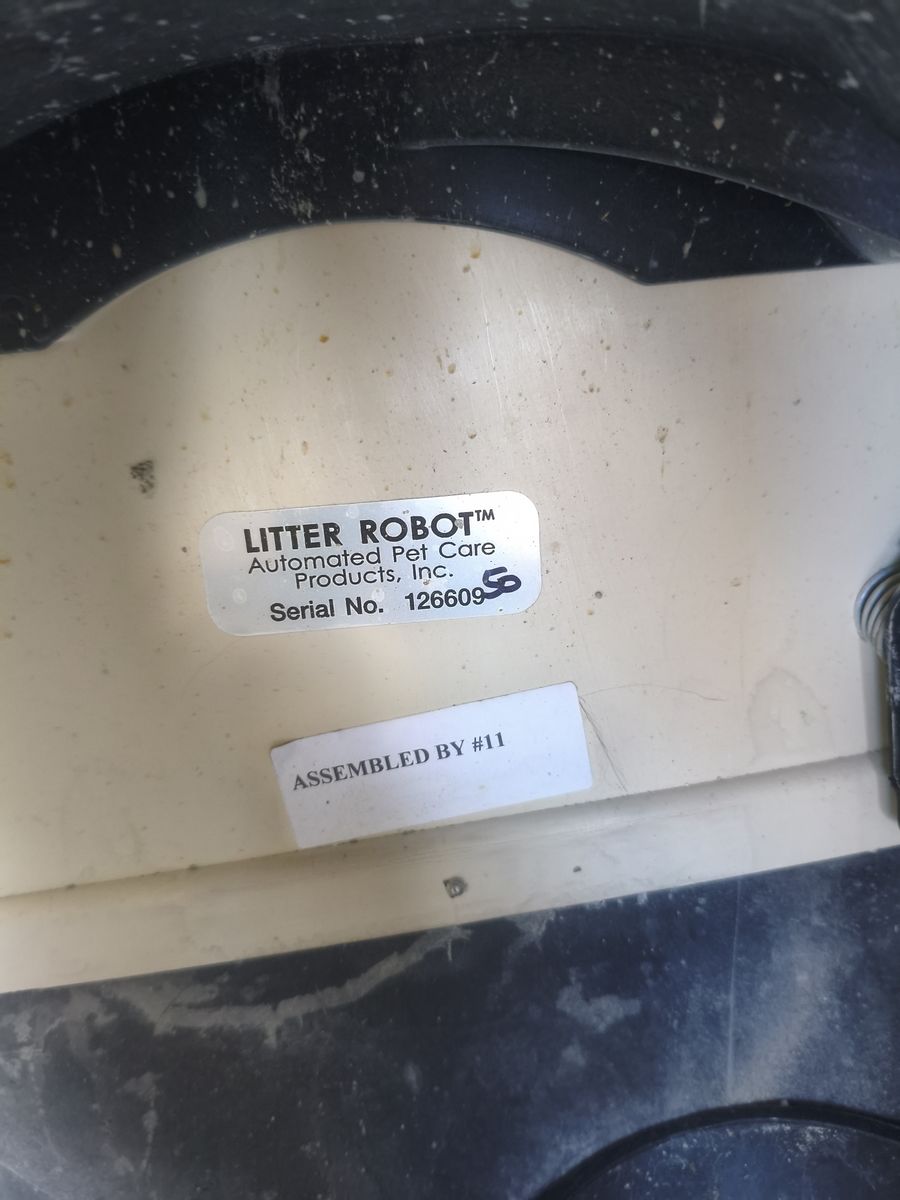 LITTER ROBOT™
Automated Pet Care
Products, Inc.
Serial No. 12660950
ASSEMBLED BY #11